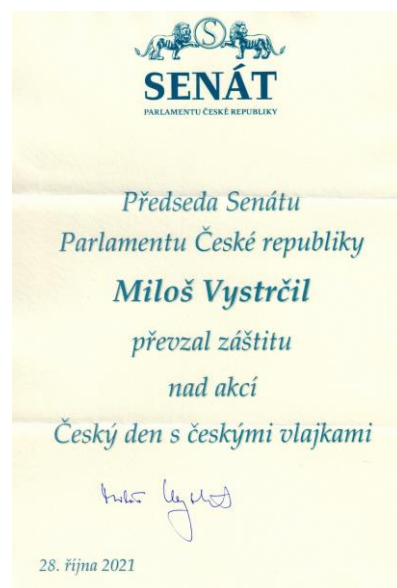 S
SENÁT
PARLAMENTU ČESKÉ REPUBLIKY
Předseda Senátu
Parlamentu České republiky
Miloš Vystrčil
převzal záštitu
nad akcí
Český den s českými vlajkami
28. října 2021